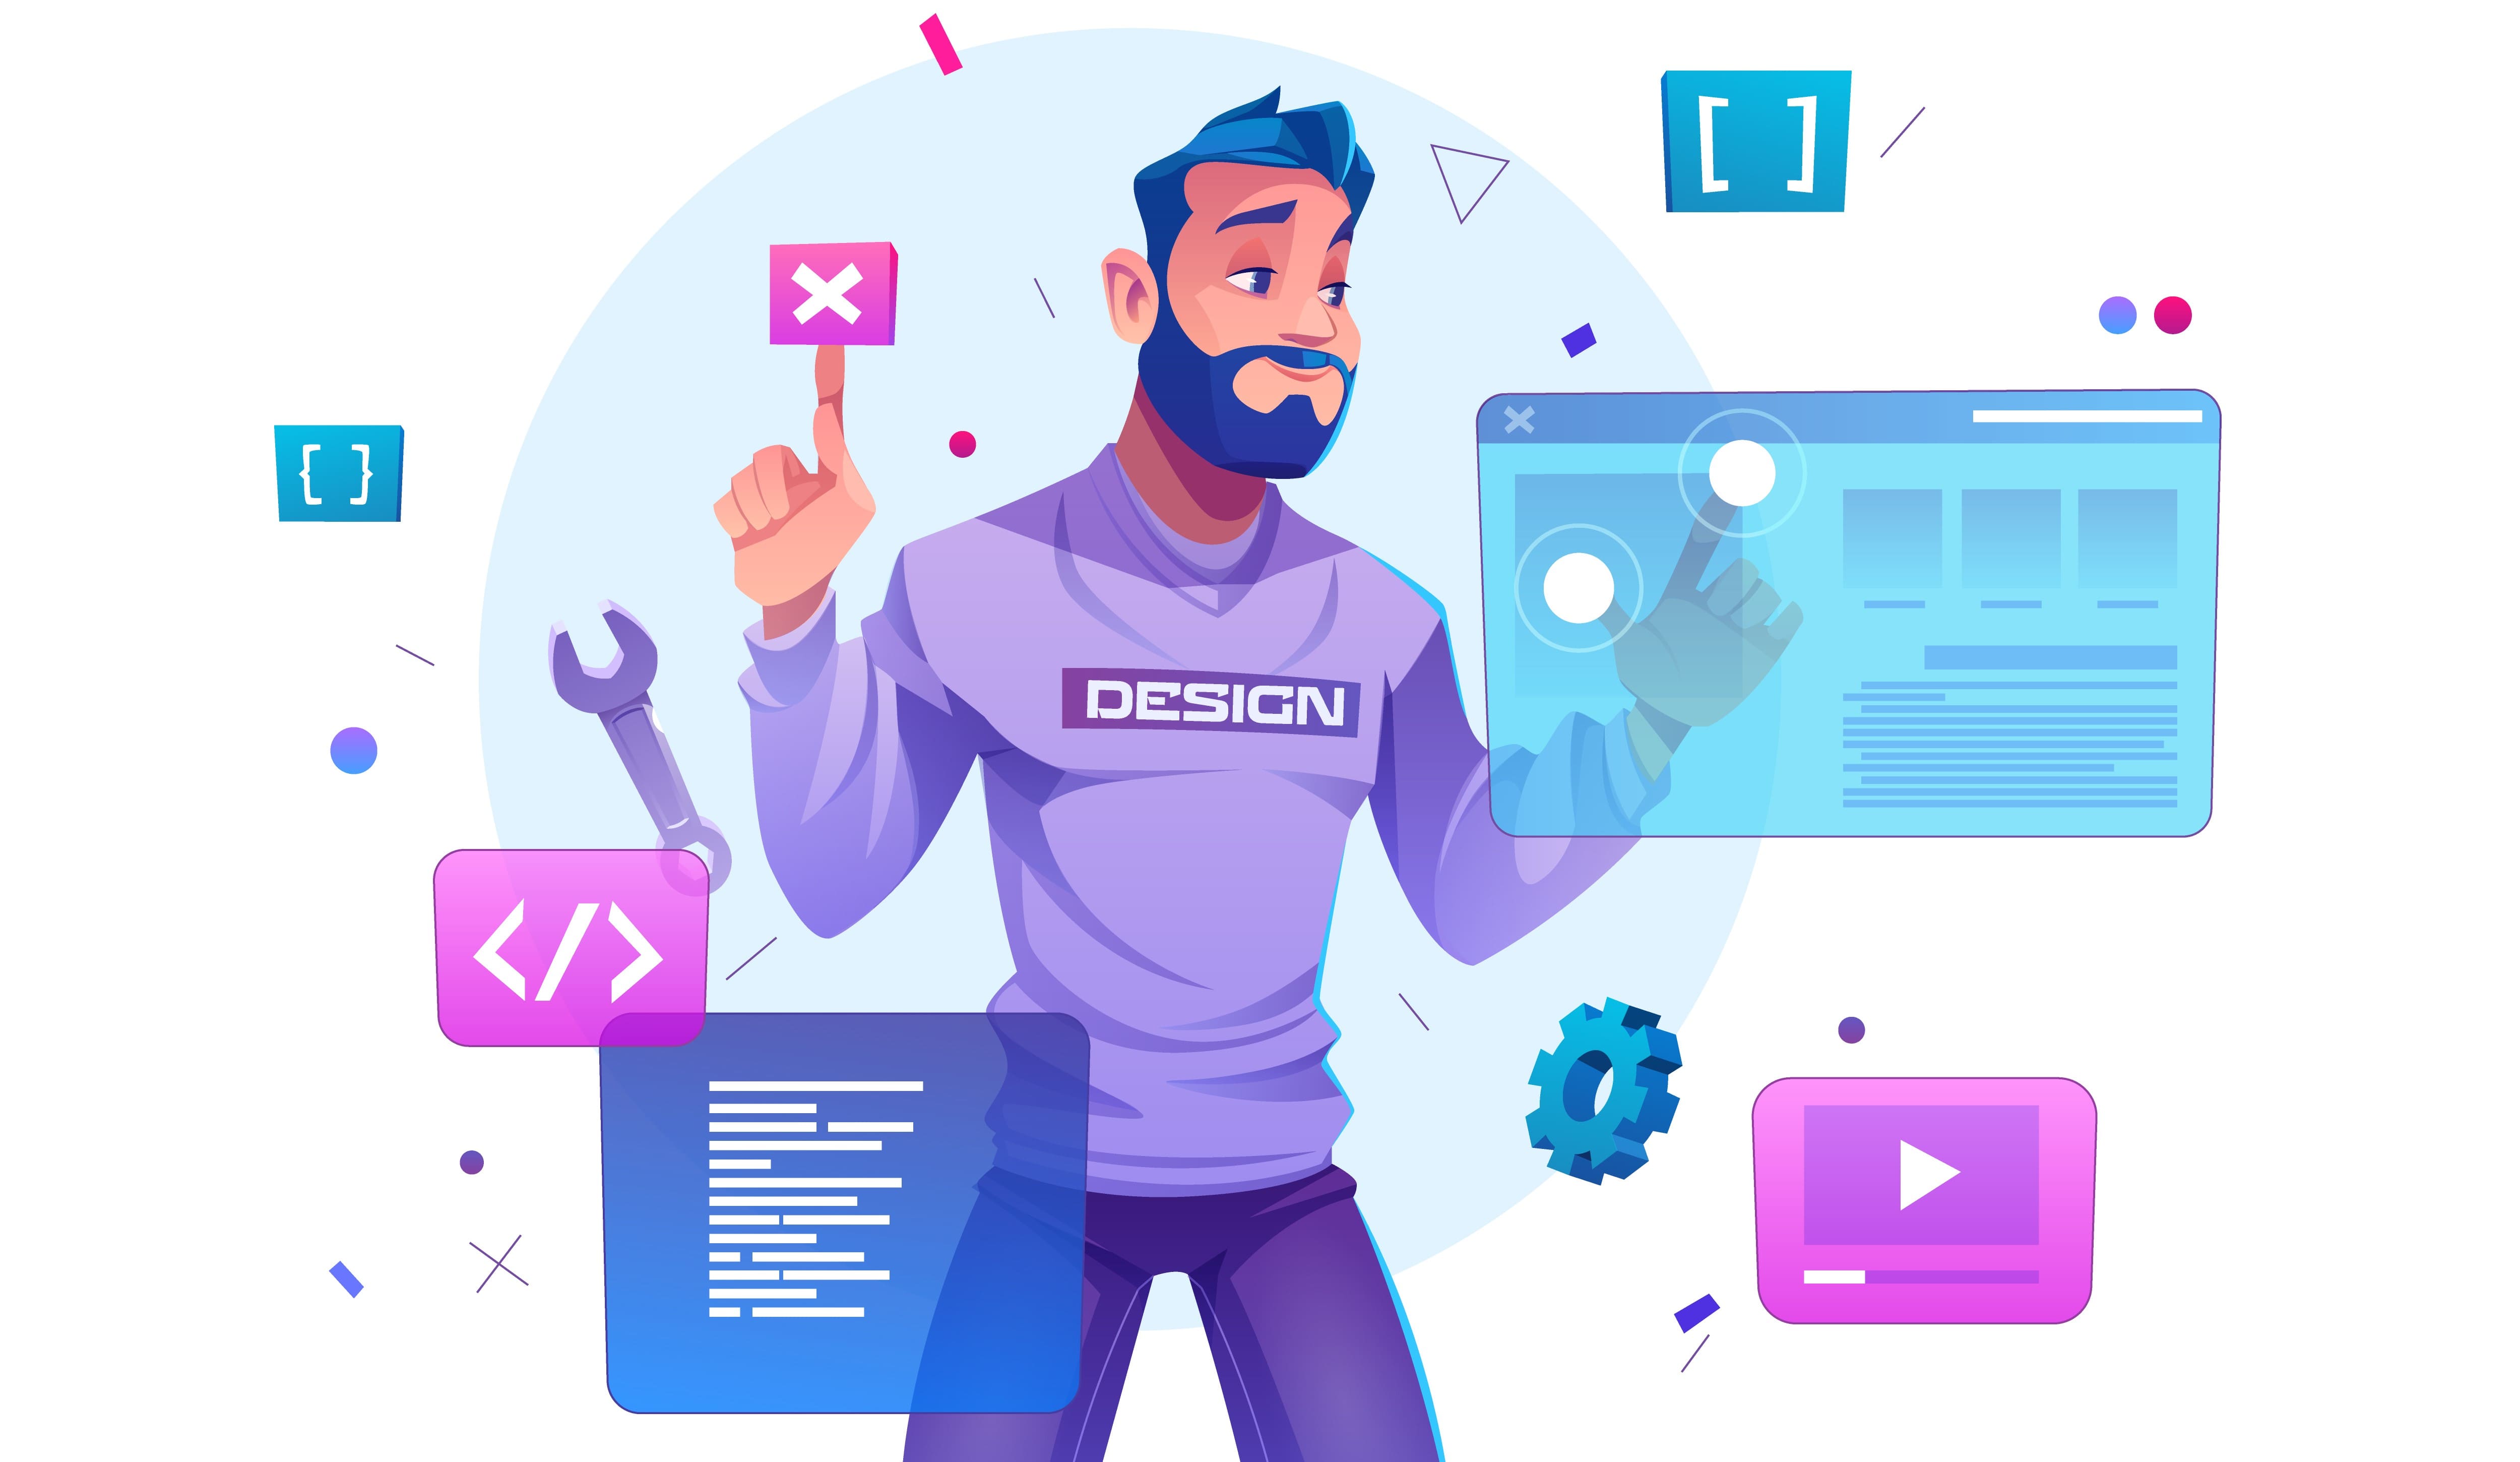 [ ]
{ }
DESIGN
</>